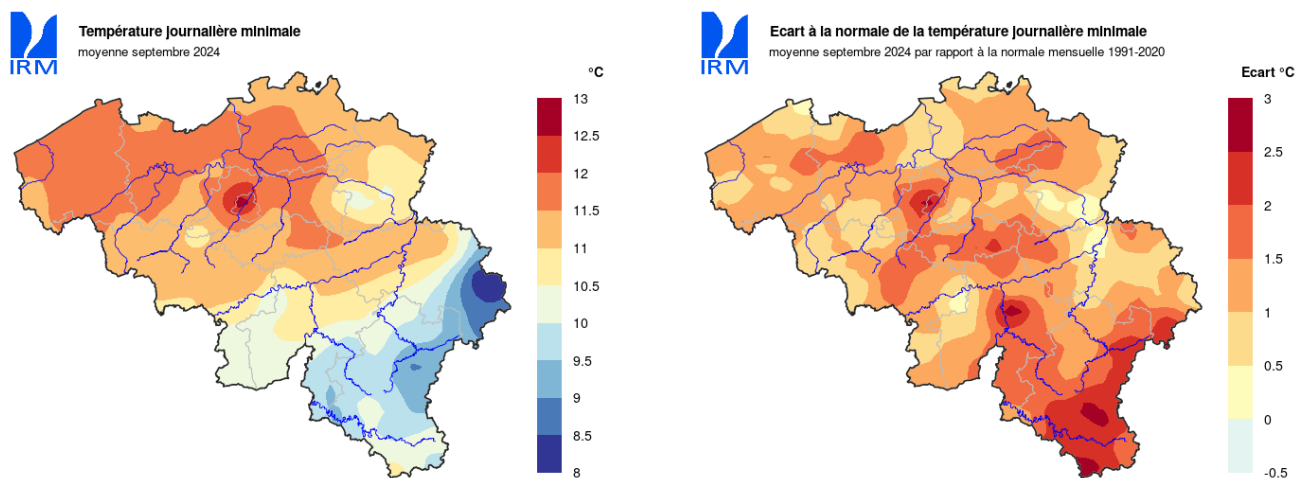 IRM
Température journalière minimale
moyenne septembre 2024
°C
13
12.5
12
11.5
11
10.5
10
9.5
9
8.5
8
IRM
Ecart à la normale de la température journalière minimale
moyenne septembre 2024 par rapport à la normale mensuelle 1991-2020
Ecart °C
3
2.5
2
1.5
1
0.5
0
-0.5